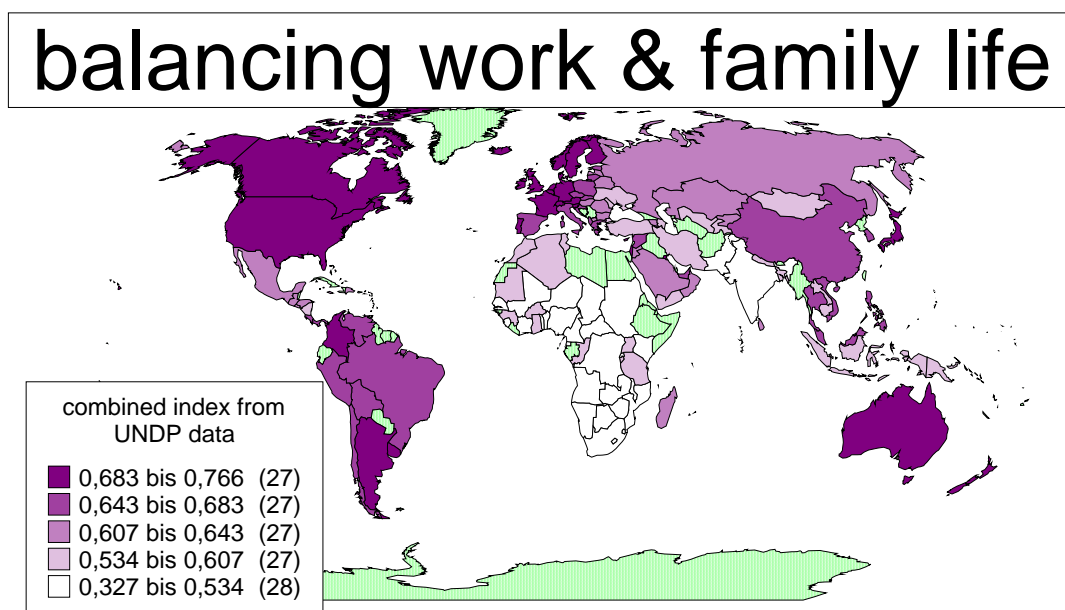 balancing work & family life
combined index from
UNDP data
0,683 bis 0,766 (27)
0,643 bis 0,683 (27)
0,607 bis 0,643 (27)
0,534 bis 0,607 (27)
0,327 bis 0,534 (28)